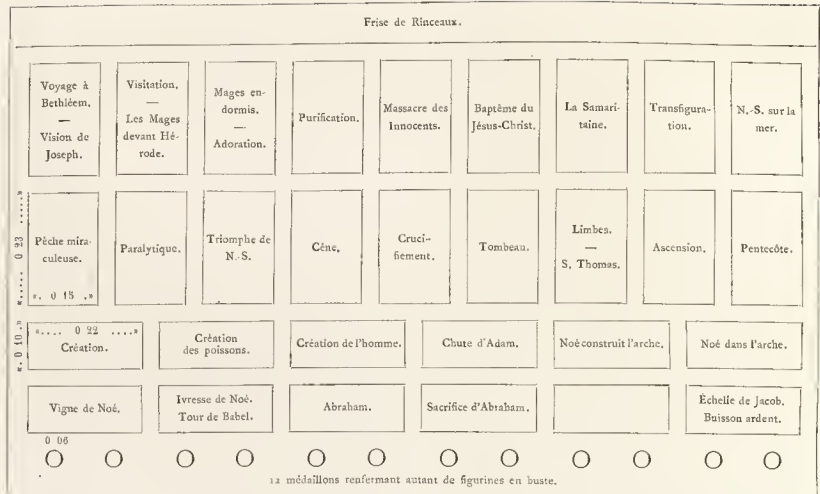 Frise de Rinceaux.
Voyage à
Bethléem.
—
Vision de
Joseph.
Visitation.
—
Les Mages
devant Hé-
rode.
Mages en-
dormis.
—
Adoration.
Purification.
Massacre des
Innocents.
Baptême du
Jésus-Christ.
La Samari-
taine.
Transfigura-
tion.
N.-S. sur la
mer.
«..... 0 23 .....»
Pêche mira-
culeuse.
«. 0 15 .»
Paralytique.
Triomphe de
N.-S.
Cène.
Cruci-
fiement.
Tombeau.
Limbes.
—
S. Thomas.
Ascension.
Pentecôte.
«. 0 10 .»
«.... 0 22 ....»
Création.
Création
des poissons.
Création de l'homme.
Chute d'Adam.
Noé construit l'arche.
Noé dans l'arche.
Vigne de Noé.
Ivresse de Noé.
Tour de Babel.
Abraham.
Sacrifice d'Abraham.
Échelle de Jacob.
Buisson ardent.
0 06
12 médaillons renfermant autant de figurines en buste.